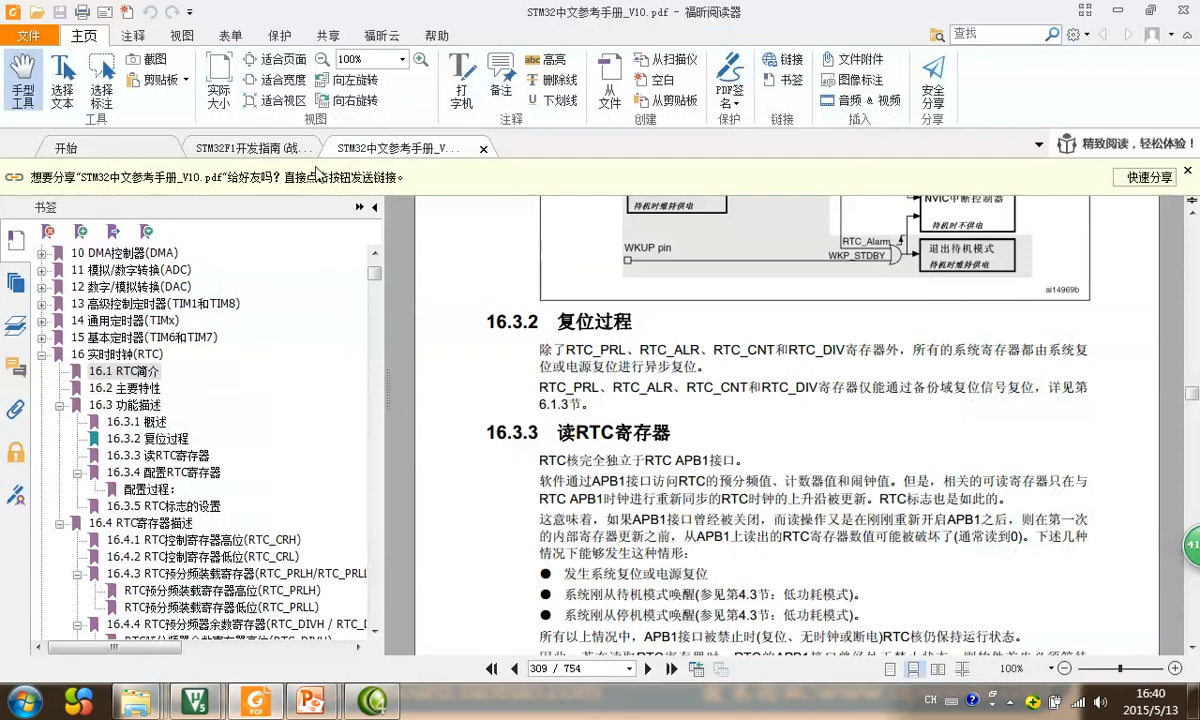 STM32中文参考手册_V10.pdf - 福昕阅读器
文件 主页 注释 视图 表单 保护 共享 福昕云 帮助
查找
手型工具
选择文本
选择标注
截图
剪贴板
工具
实际大小
适合页面
适合宽度
适合视区
100%
向左旋转
向右旋转
视图
打字机
备注
abc 高亮
T 删除线
U 下划线
注释
从文件
从扫描仪
空白
从剪贴板
创建
PDF签名
保护
链接
书签
链接
文件附件
图像标注
音频 & 视频
插入
安全分享
分享
开始
STM32F1开发指南(战...
STM32中文参考手册_V...
精致阅读，轻松体验！
想要分享"STM32中文参考手册_V10.pdf"给好友吗? 直接点击按钮发送链接。
快速分享
书签
10 DMA控制器(DMA)
11 模拟/数字转换(ADC)
12 数字/模拟转换(DAC)
13 高级控制定时器(TIM1和TIM8)
14 通用定时器(TIMx)
15 基本定时器(TIM6和TIM7)
16 实时时钟(RTC)
16.1 RTC简介
16.2 主要特性
16.3 功能描述
16.3.1 概述
16.3.2 复位过程
16.3.3 读RTC寄存器
16.3.4 配置RTC寄存器
配置过程:
16.3.5 RTC标志的设置
16.4 RTC寄存器描述
16.4.1 RTC控制寄存器高位(RTC_CRH)
16.4.2 RTC控制寄存器低位(RTC_CRL)
16.4.3 RTC预分频装载寄存器(RTC_PRLH/RTC_PRLL
RTC预分频装载寄存器高位(RTC_PRLH)
RTC预分频装载寄存器低位(RTC_PRLL)
16.4.4 RTC预分频器余数寄存器(RTC_DIVH / RTC_D
待机时维持供电
NVIC中断控制器
待机时不供电
WKUP pin
RTC_Alarm
WKP_STDBY
退出待机模式
待机时维持供电
ai14969b
16.3.2 复位过程
除了RTC_PRL、RTC_ALR、RTC_CNT和RTC_DIV寄存器外，所有的系统寄存器都由系统复
位或电源复位进行异步复位。
RTC_PRL、RTC_ALR、RTC_CNT和RTC_DIV寄存器仅能通过备份域复位信号复位，详见第
6.1.3节。
16.3.3 读RTC寄存器
RTC核完全独立于RTC APB1接口。
软件通过APB1接口访问RTC的预分频值、计数器值和闹钟值。但是，相关的可读寄存器只在与
RTC APB1时钟进行重新同步的RTC时钟的上升沿被更新。RTC标志也是如此的。
这意味着，如果APB1接口曾经被关闭，而读操作又是在刚刚重新开启APB1之后，则在第一次
的内部寄存器更新之前，从APB1上读出的RTC寄存器数值可能被破坏了(通常读到0)。下述几种
情况下能够发生这种情形：
● 发生系统复位或电源复位
● 系统刚从待机模式唤醒(参见第4.3节：低功耗模式)。
● 系统刚从停机模式唤醒(参见第4.3节：低功耗模式)。
所有以上情况中，APB1接口被禁止时(复位、无时钟或断电)RTC核仍保持运行状态。
41
309 / 754
100%
CH
16:40
2015/5/13